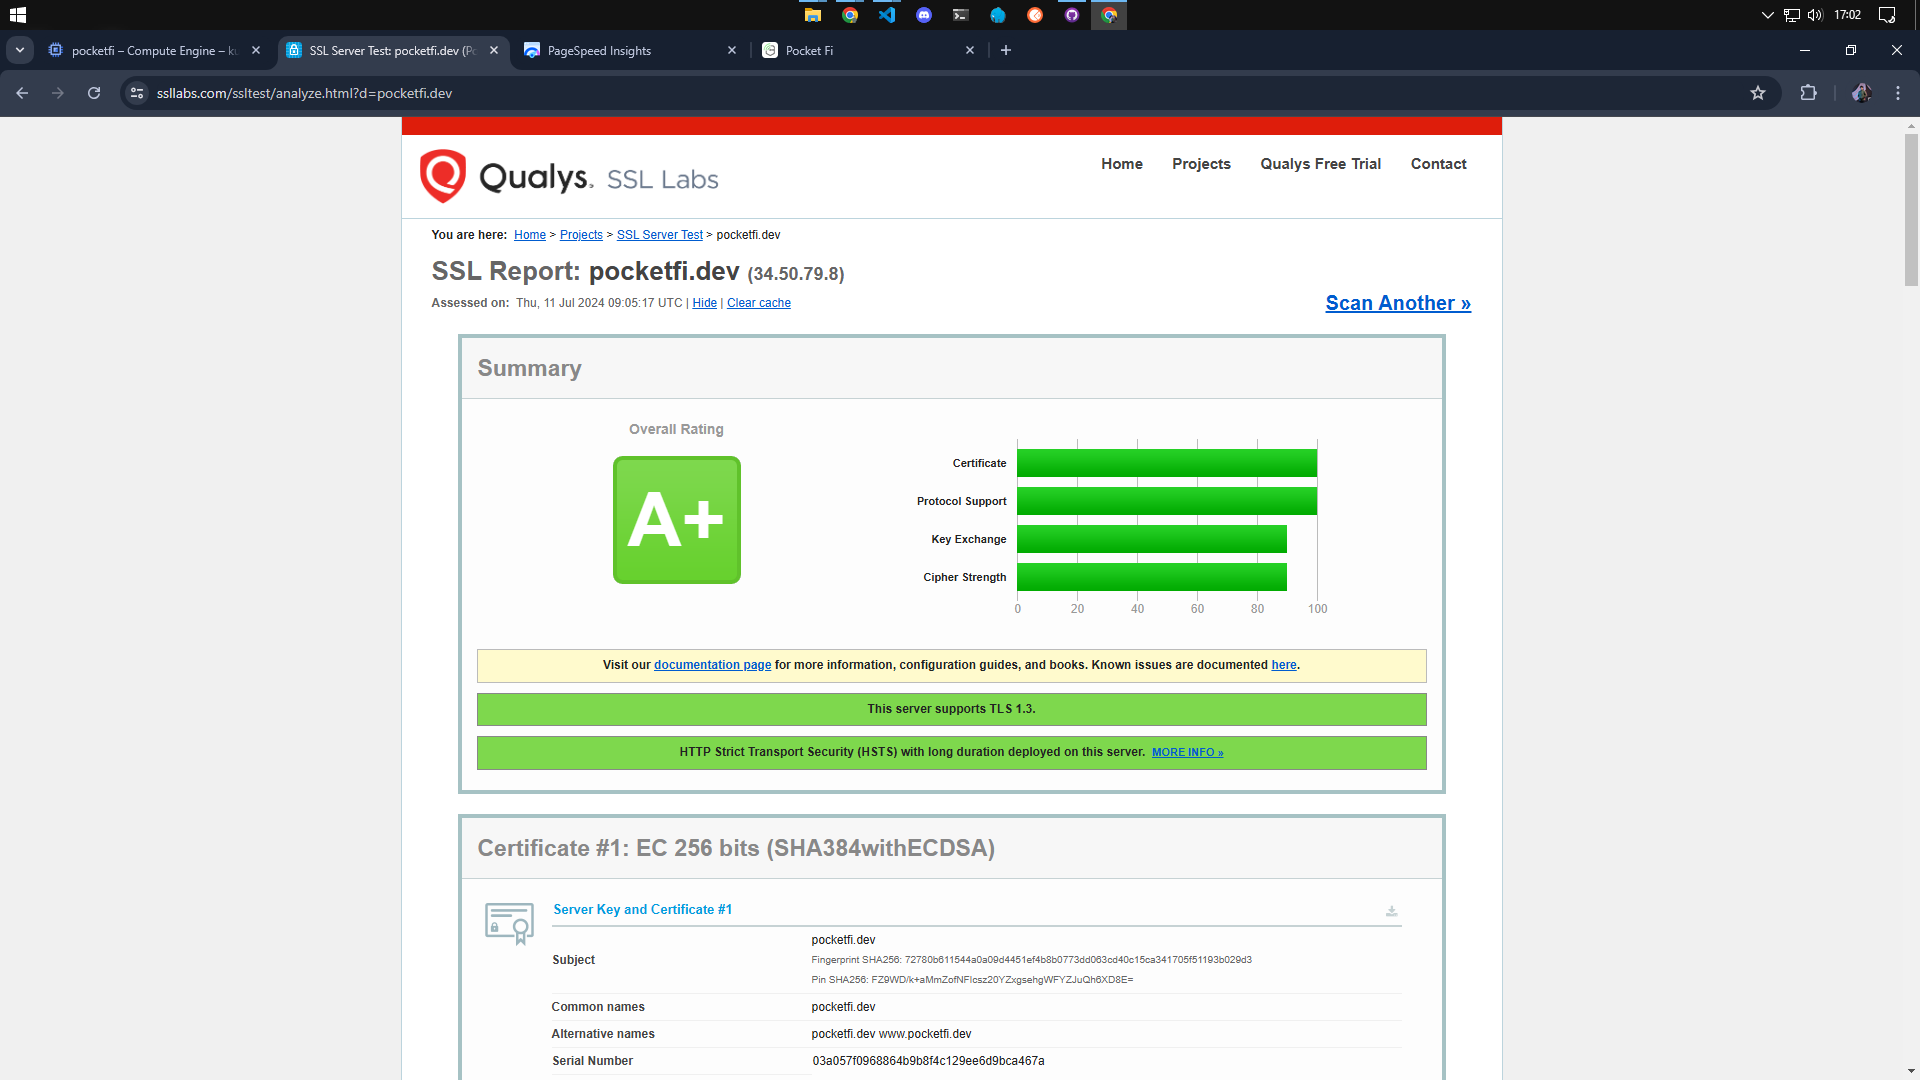 17:02
pocketfi – Compute Engine – ku
SSL Server Test: pocketfi.dev (Po
PageSpeed Insights
Pocket Fi
ssllabs.com/ssltest/analyze.html?d=pocketfi.dev
Qualys. SSL Labs
Home Projects Qualys Free Trial Contact
You are here: Home > Projects > SSL Server Test > pocketfi.dev
SSL Report: pocketfi.dev (34.50.79.8)
Assessed on: Thu, 11 Jul 2024 09:05:17 UTC | Hide | Clear cache
Scan Another »
Summary
Overall Rating
A+
Certificate
Protocol Support
Key Exchange
Cipher Strength
0 20 40 60 80 100
Visit our documentation page for more information, configuration guides, and books. Known issues are documented here.
This server supports TLS 1.3.
HTTP Strict Transport Security (HSTS) with long duration deployed on this server. MORE INFO »
Certificate #1: EC 256 bits (SHA384withECDSA)
Server Key and Certificate #1
Subject
pocketfi.dev
Fingerprint SHA256: 72780b611544a0a09d4451ef4b8b0773dd063cd40c15ca341705f51193b029d3
Pin SHA256: FZ9WD/k+aMmZofNFIcsz20YZxgsehgWFYZJuQh6XD8E=
Common names pocketfi.dev
Alternative names pocketfi.dev www.pocketfi.dev
Serial Number 03a057f0968864b9b8f4c129ee6d9bca467a